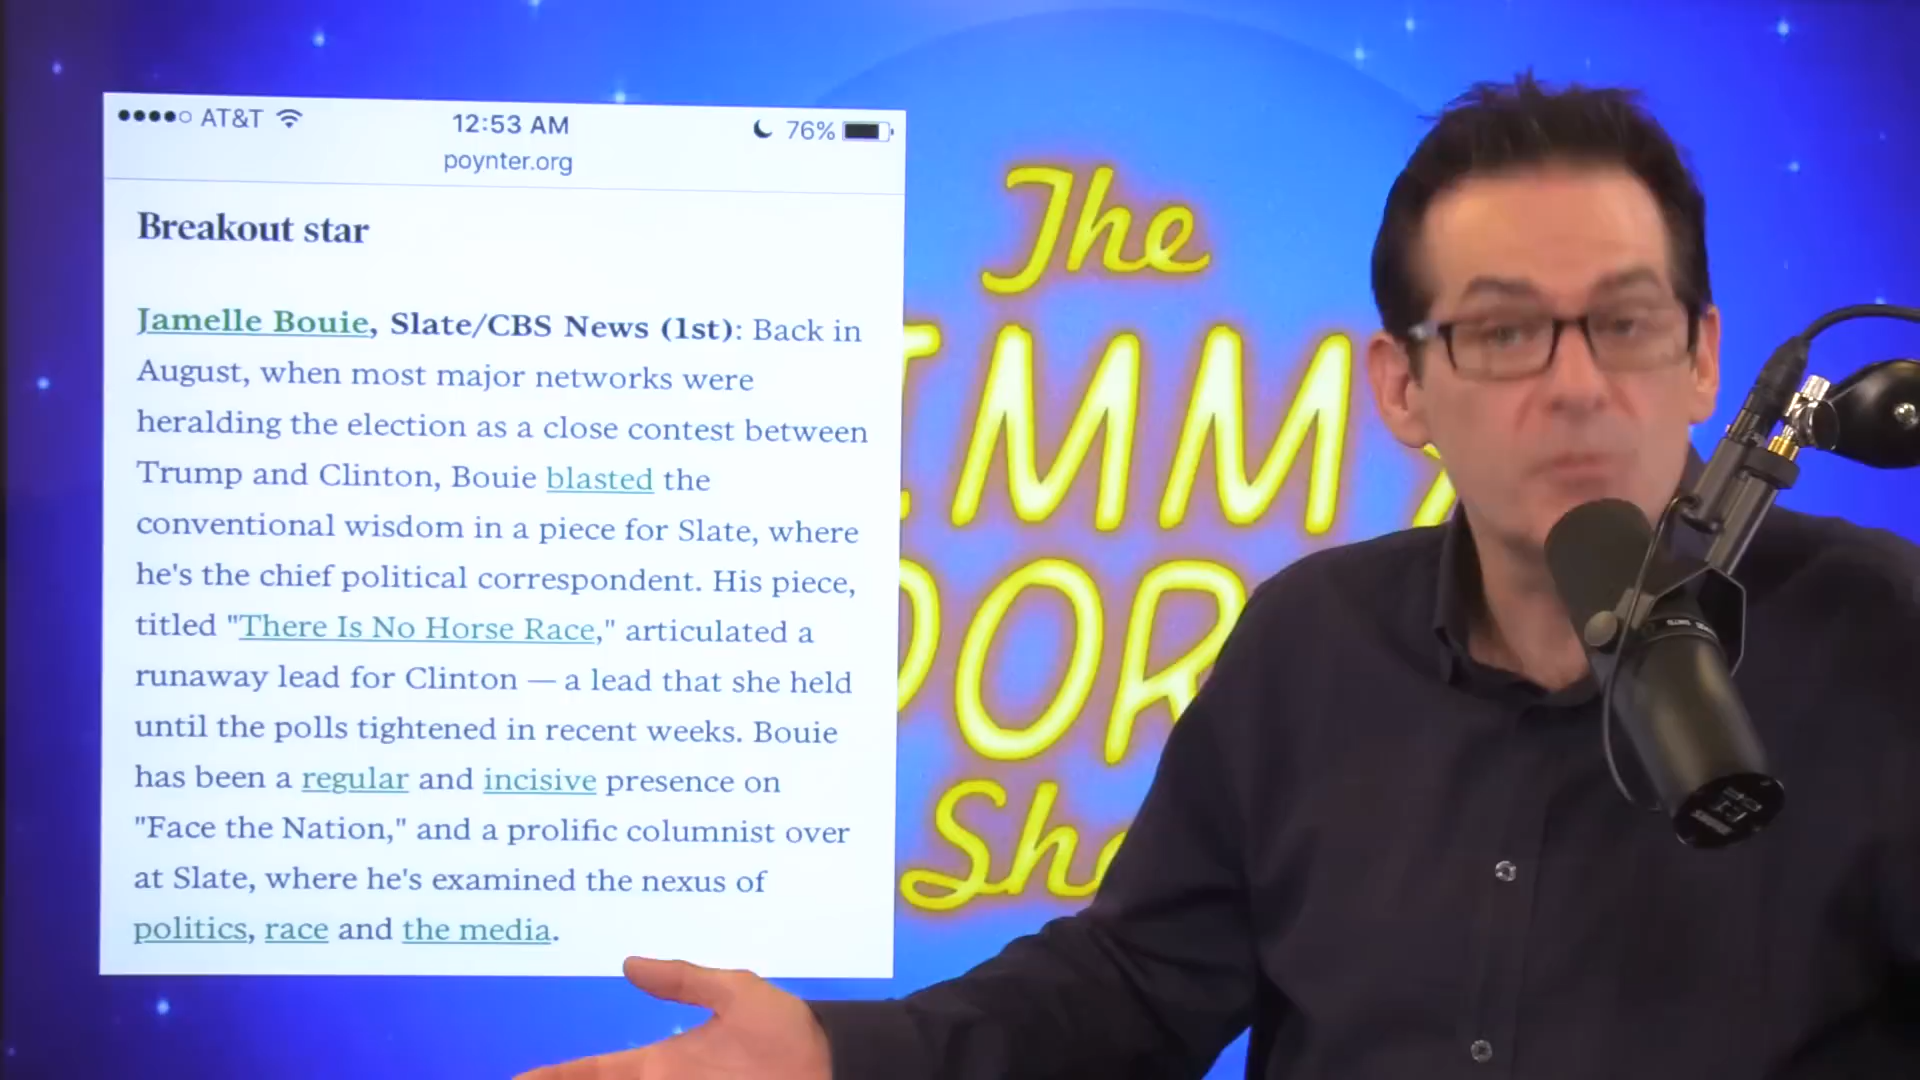 AT&T
12:53 AM
76%
poynter.org
Breakout star
Jamelle Bouie, Slate/CBS News (1st): Back in
August, when most major networks were
heralding the election as a close contest between
Trump and Clinton, Bouie blasted the
conventional wisdom in a piece for Slate, where
he's the chief political correspondent. His piece,
titled "There Is No Horse Race," articulated a
runaway lead for Clinton — a lead that she held
until the polls tightened in recent weeks. Bouie
has been a regular and incisive presence on
"Face the Nation," and a prolific columnist over
at Slate, where he's examined the nexus of
politics, race and the media.
The
IMMY
DOR
Sho